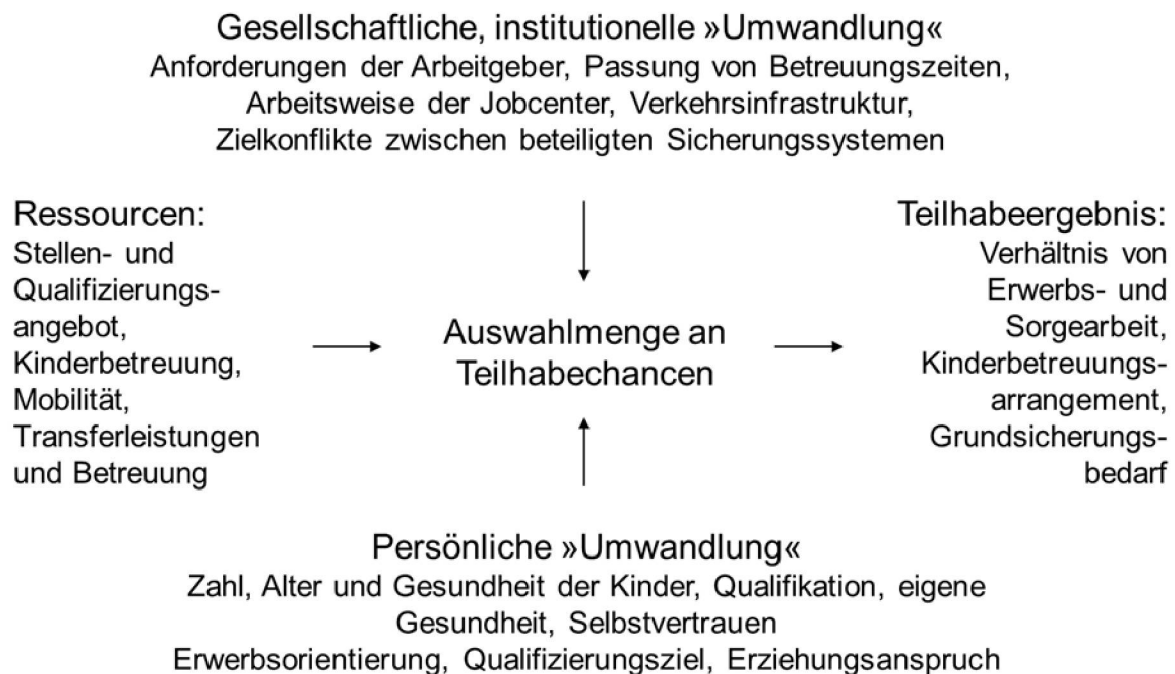 Gesellschaftliche, institutionelle »Umwandlung«
Anforderungen der Arbeitgeber, Passung von Betreuungszeiten,
Arbeitsweise der Jobcenter, Verkehrsinfrastruktur,
Zielkonflikte zwischen beteiligten Sicherungssystemen
Ressourcen:
Stellen- und
Qualifizierungs-
angebot,
Kinderbetreuung,
Mobilität,
Transferleistungen
und Betreuung
Auswahlmenge an
Teilhabechancen
Teilhabeergebnis:
Verhältnis von
Erwerbs- und
Sorgearbeit,
Kinderbetreuungs-
arrangement,
Grundsicherungs-
bedarf
Persönliche »Umwandlung«
Zahl, Alter und Gesundheit der Kinder, Qualifikation, eigene
Gesundheit, Selbstvertrauen
Erwerbsorientierung, Qualifizierungsziel, Erziehungsanspruch